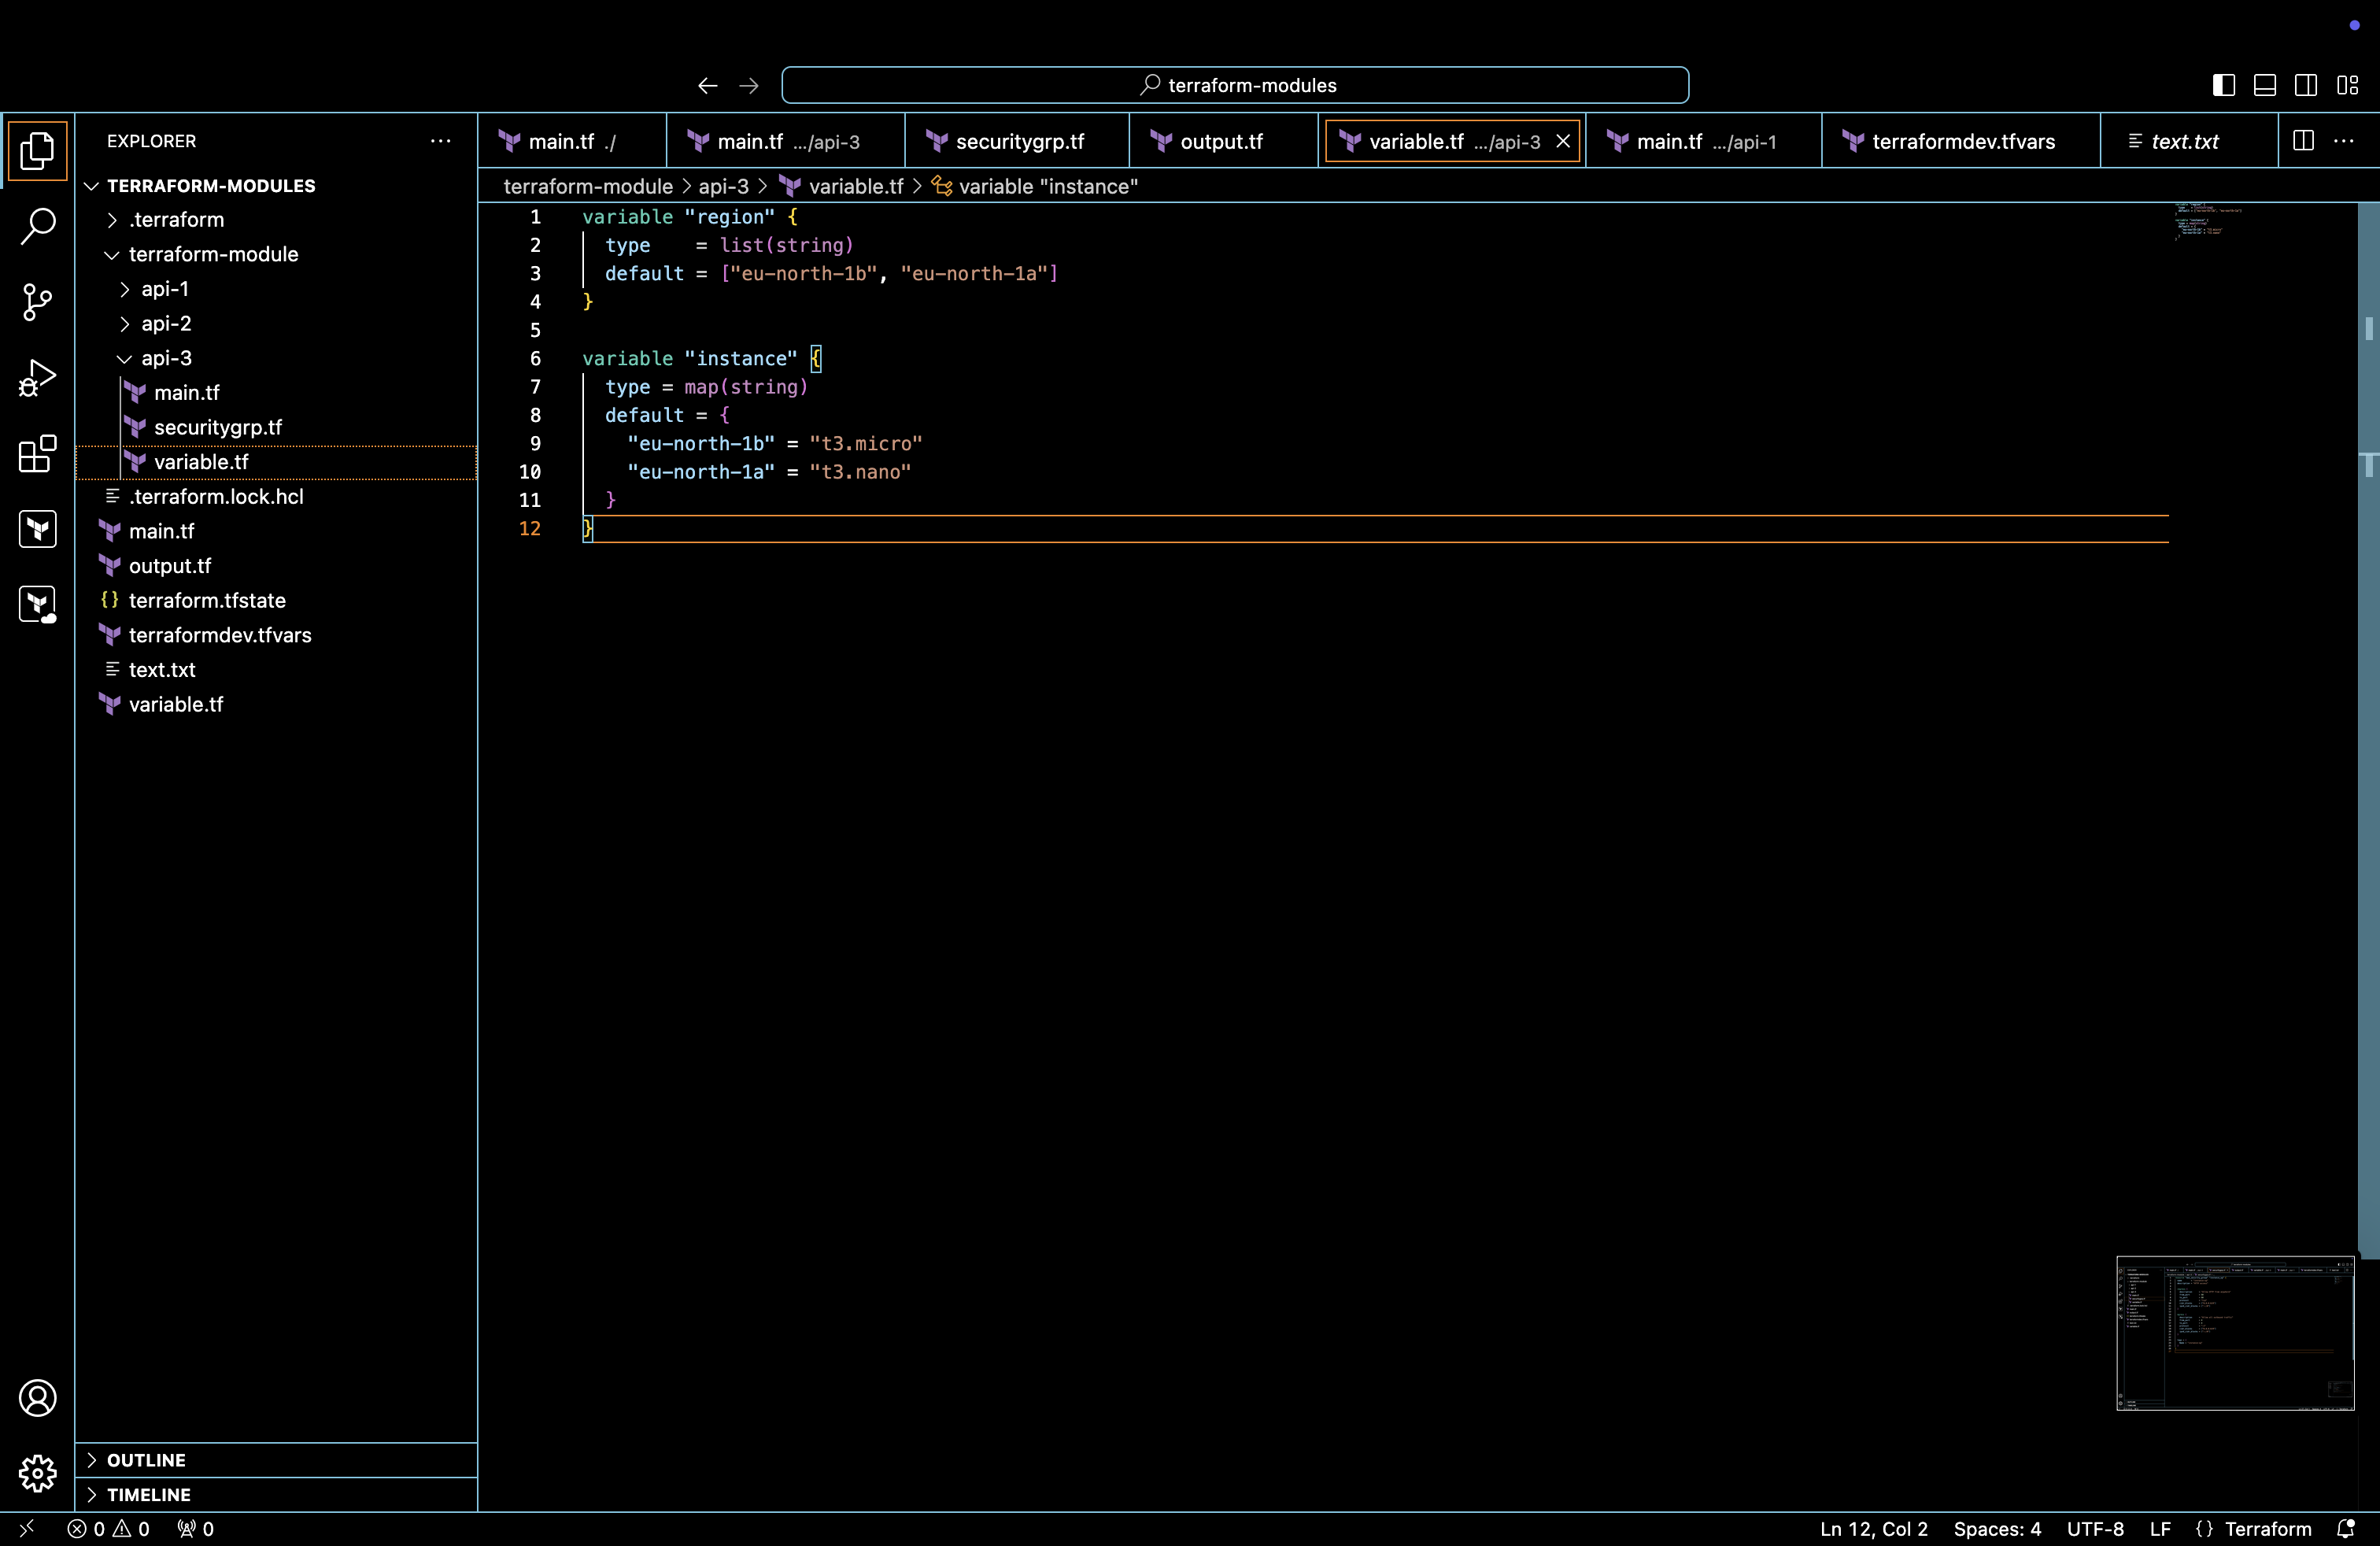 terraform-modules
EXPLORER
TERRAFORM-MODULES
.terraform
terraform-module
api-1
api-2
api-3
main.tf
securitygrp.tf
variable.tf
.terraform.lock.hcl
main.tf
output.tf
terraform.tfstate
terraformdev.tfvars
text.txt
variable.tf
OUTLINE
TIMELINE
main.tf ./
main.tf .../api-3
securitygrp.tf
output.tf
variable.tf .../api-3
main.tf .../api-1
terraformdev.tfvars
text.txt
terraform-module > api-3 > variable.tf > variable "instance"
1 variable "region" {
2 type    = list(string)
3 default = ["eu-north-1b", "eu-north-1a"]
4 }
5
6 variable "instance" {
7 type = map(string)
8 default = {
9 "eu-north-1b" = "t3.micro"
10 "eu-north-1a" = "t3.nano"
11 }
12 }
0 0 0
Ln 12, Col 2 Spaces: 4 UTF-8 LF {} Terraform